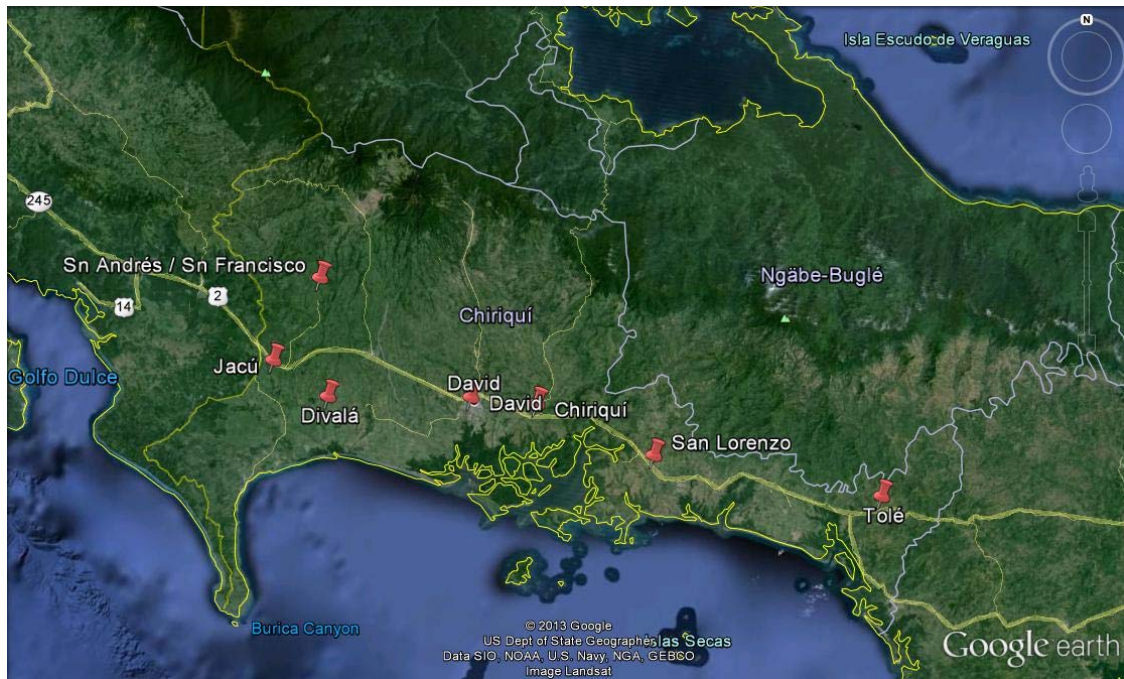 N
Isla Escudo de Veraguas
245
Sn Andrés / Sn Francisco
Ngäbe-Buglé
14
2
Chiriquí
Jacú
Golfo Dulce
David
David
Chiriquí
Divalá
San Lorenzo
Tolé
Burica Canyon
© 2013 Google
US Dept of State Geographer
Islas Secas
Data SIO, NOAA, U.S. Navy, NGA, GEBCO
Image Landsat
Google earth